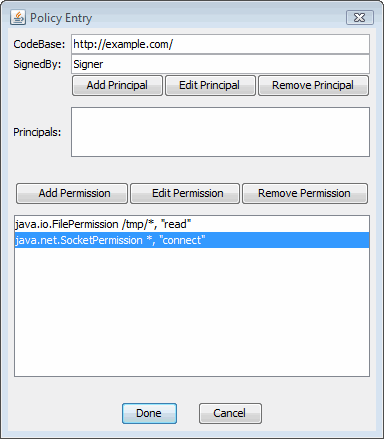 Policy Entry
CodeBase: http://example.com/
SignedBy: Signer
Add Principal Edit Principal Remove Principal
Principals:
Add Permission Edit Permission Remove Permission
java.io.FilePermission /tmp/*, "read"
java.net.SocketPermission *, "connect"
Done Cancel